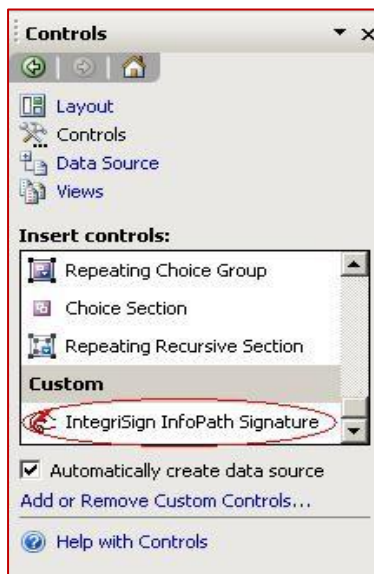 Controls
Layout
Controls
Data Source
Views
Insert controls:
Repeating Choice Group
Choice Section
Repeating Recursive Section
Custom
IntegriSign InfoPath Signature
Automatically create data source
Add or Remove Custom Controls...
Help with Controls